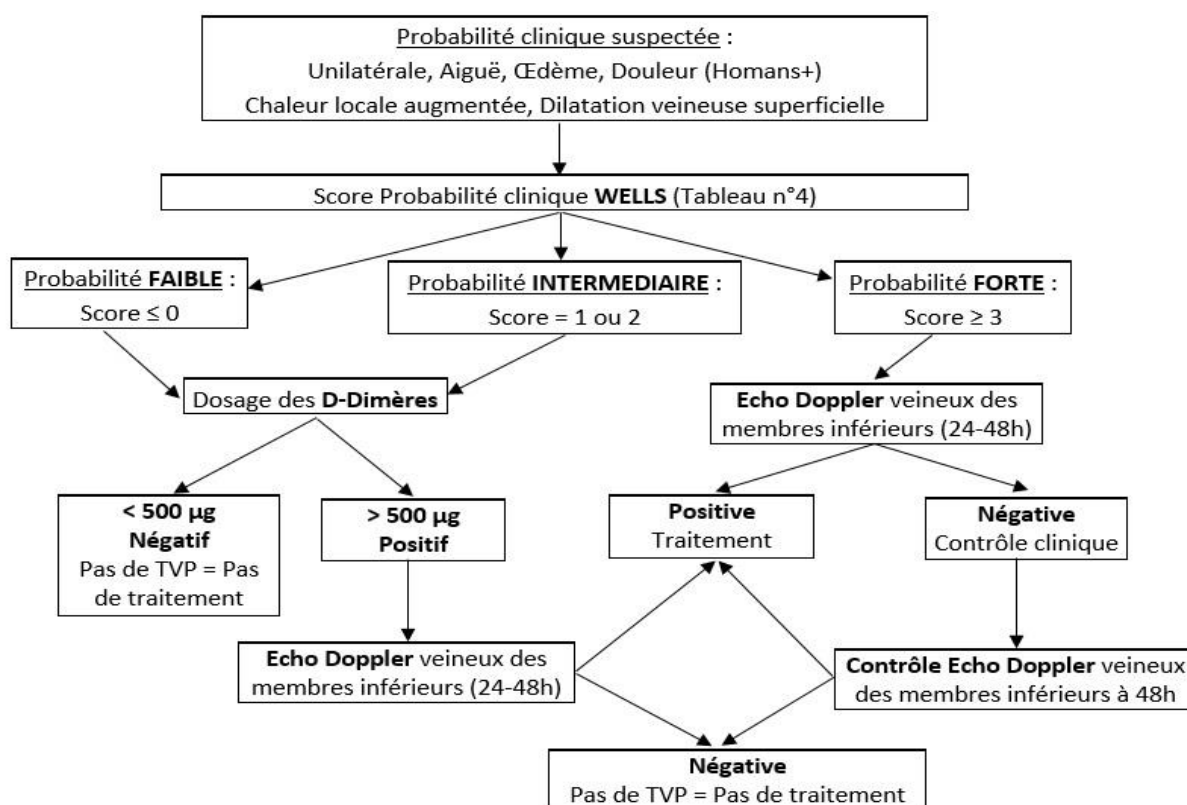 Probabilité clinique suspectée :
Unilatérale, Aiguë, Œdème, Douleur (Homans+)
Chaleur locale augmentée, Dilatation veineuse superficielle
Score Probabilité clinique WELLS (Tableau n°4)
Probabilité FAIBLE :
Score ≤ 0
Probabilité INTERMEDIAIRE :
Score = 1 ou 2
Probabilité FORTE :
Score ≥ 3
Dosage des D-Dimères
Echo Doppler veineux des
membres inférieurs (24-48h)
< 500 µg
Négatif
Pas de TVP = Pas
de traitement
> 500 µg
Positif
Positive
Traitement
Négative
Contrôle clinique
Echo Doppler veineux des
membres inférieurs (24-48h)
Contrôle Echo Doppler veineux
des membres inférieurs à 48h
Négative
Pas de TVP = Pas de traitement